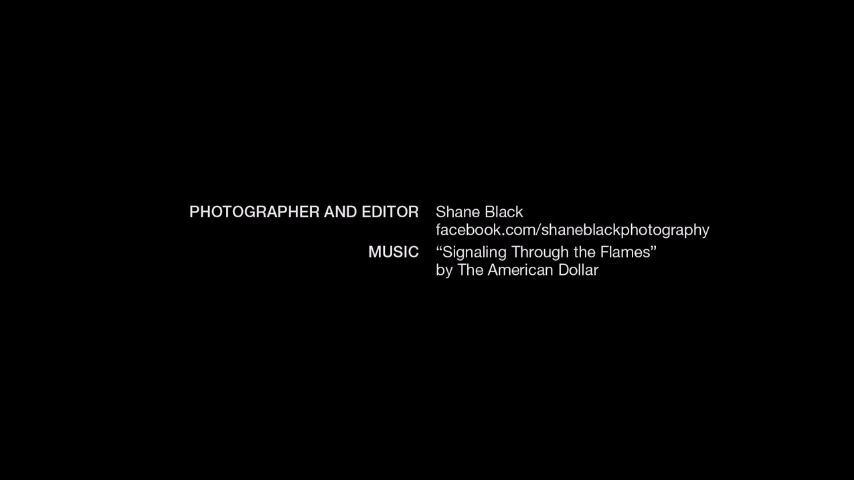 PHOTOGRAPHER AND EDITOR Shane Black
facebook.com/shaneblackphotography
MUSIC “Signaling Through the Flames”
by The American Dollar